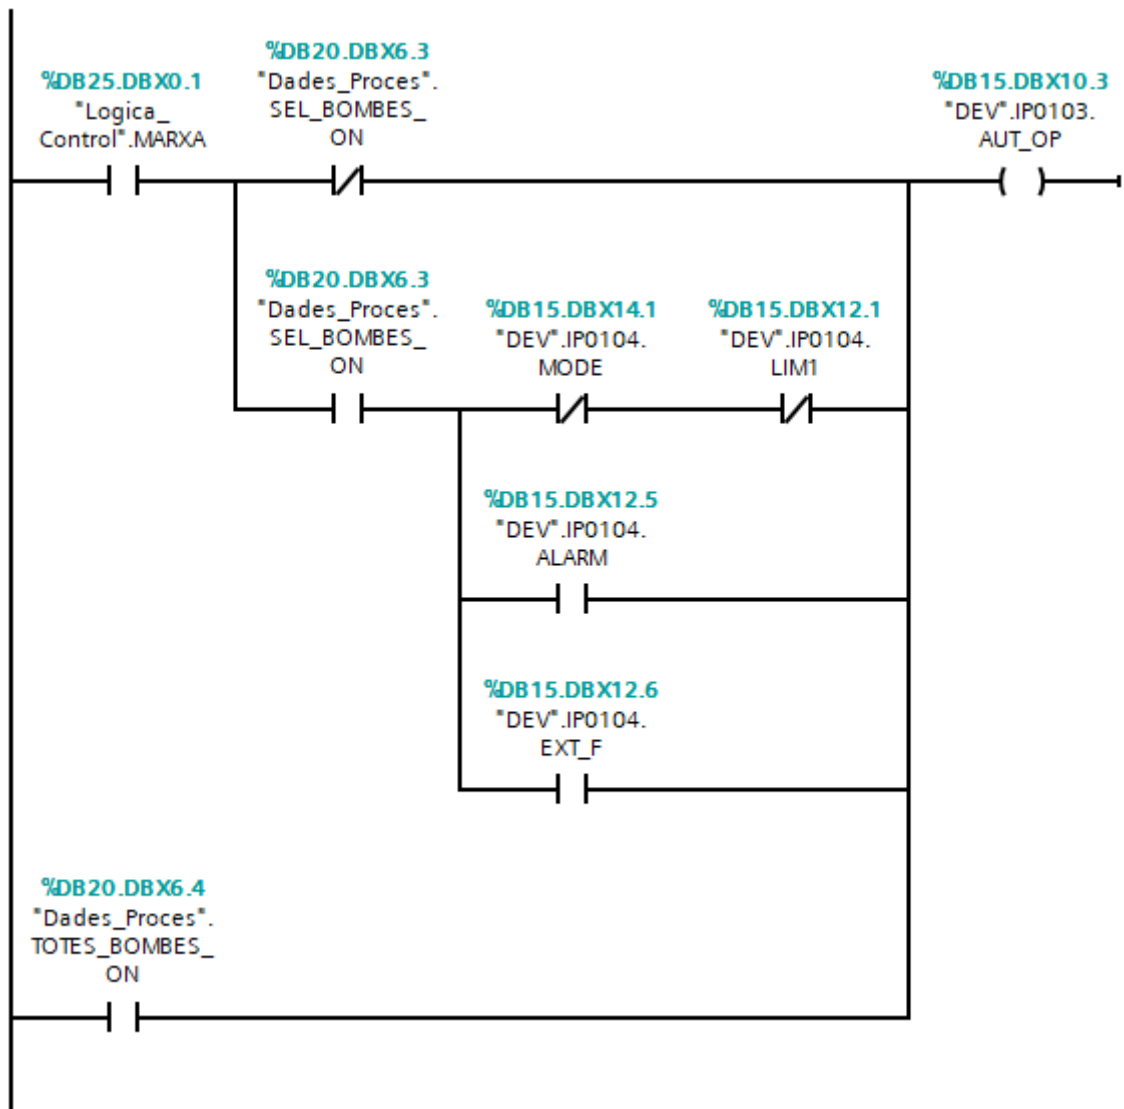 %DB20.DBX6.3
"Dades_Proces".
SEL_BOMBES_
ON
%DB25.DBX0.1
"Logica_
Control".MARXA
%DB15.DBX10.3
"DEV".IP0103.
AUT_OP
%DB20.DBX6.3
"Dades_Proces".
SEL_BOMBES_
ON
%DB15.DBX14.1
"DEV".IP0104.
MODE
%DB15.DBX12.1
"DEV".IP0104.
LIM1
%DB15.DBX12.5
"DEV".IP0104.
ALARM
%DB15.DBX12.6
"DEV".IP0104.
EXT_F
%DB20.DBX6.4
"Dades_Proces".
TOTES_BOMBES_
ON